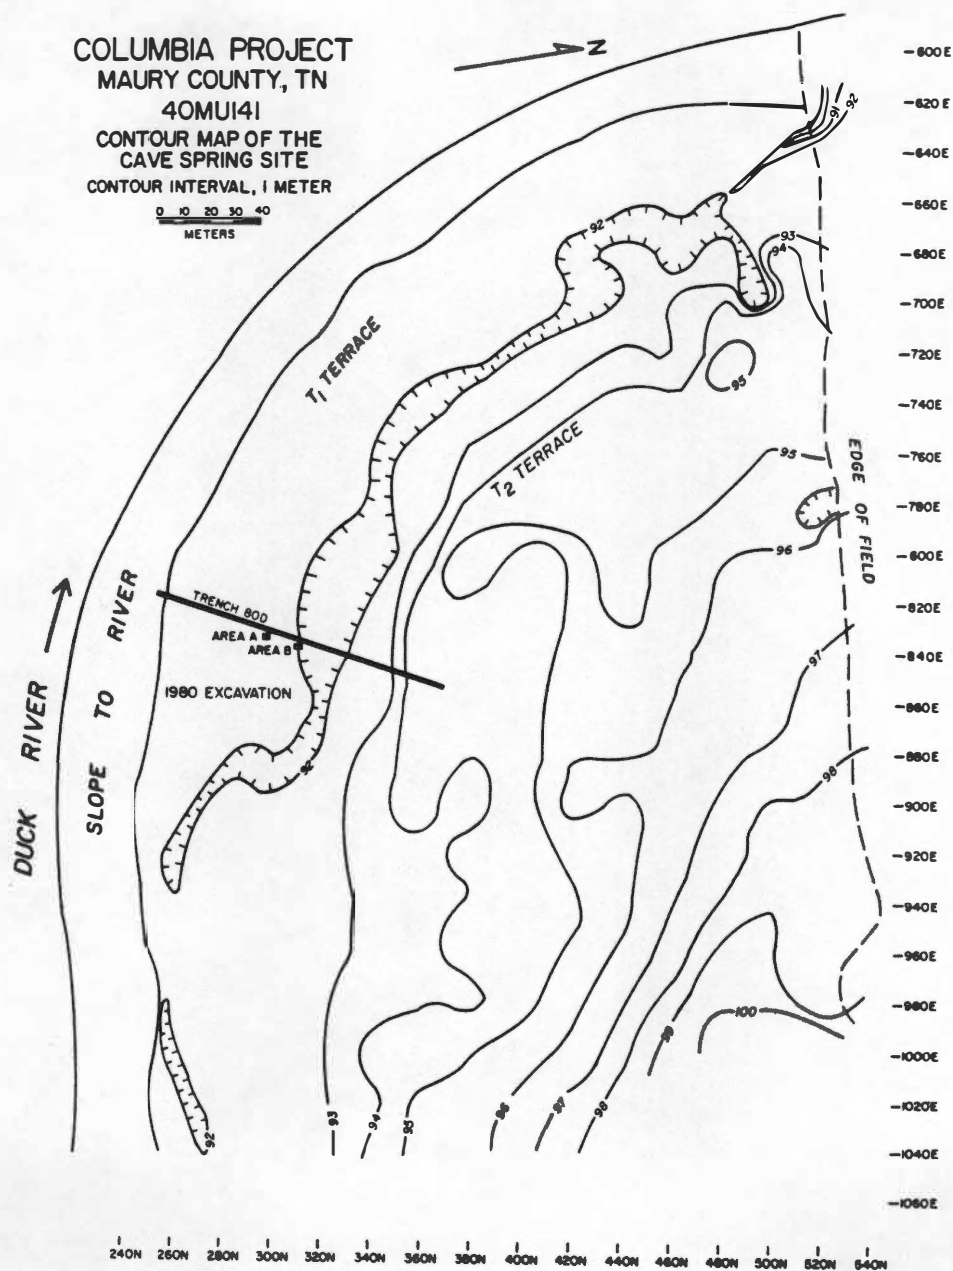 COLUMBIA PROJECT
MAURY COUNTY, TN
40MU141
CONTOUR MAP OF THE
CAVE SPRING SITE
CONTOUR INTERVAL, 1 METER
0 10 20 30 40
METERS
N
91
92
92
93
94
T1 TERRACE
95
T2 TERRACE
95
EDGE OF FIELD
96
TRENCH 80D
AREA A
AREA B
1980 EXCAVATION
97
92
98
DUCK RIVER
SLOPE TO RIVER
100
99
92
93
94
95
96
97
98
-600E
-620E
-640E
-660E
-680E
-700E
-720E
-740E
-760E
-780E
-800E
-820E
-840E
-860E
-880E
-900E
-920E
-940E
-960E
-980E
-1000E
-1020E
-1040E
-1060E
240N 260N 280N 300N 320N 340N 360N 380N 400N 420N 440N 460N 480N 500N 520N 540N